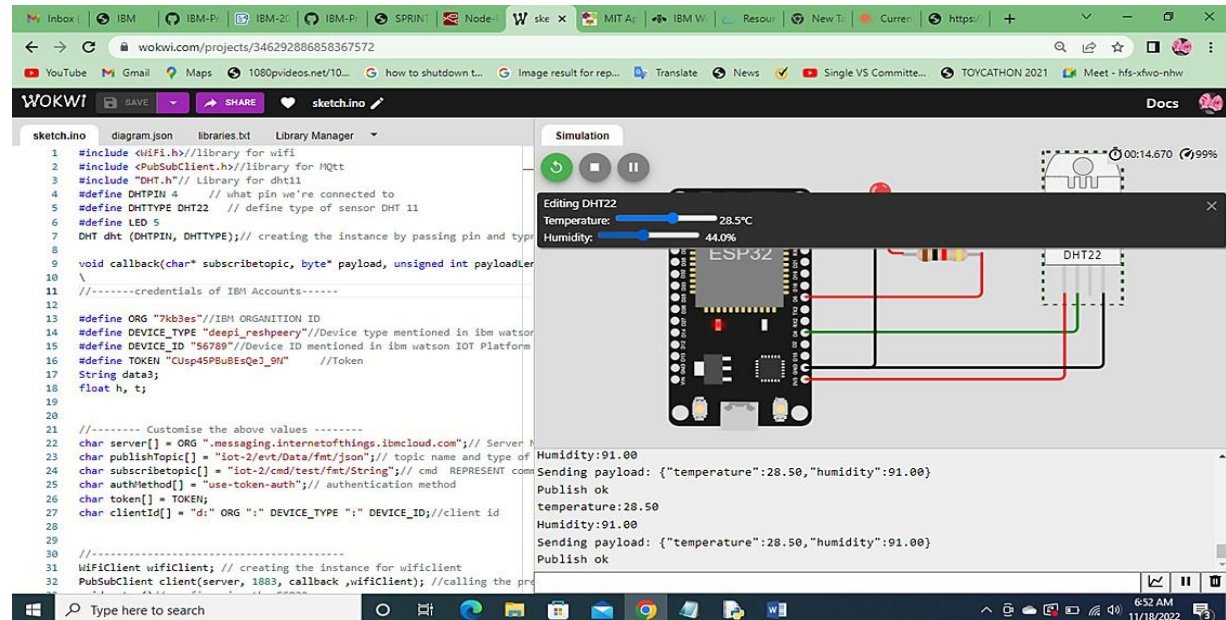 Inbox
IBM
IBM-Pr
IBM-20
IBM-Pr
SPRINT
Node-
ske
MIT Ap
IBM W
Resour
New Ta
Curren
https:/
wokwi.com/projects/346292886858367572
YouTube
Gmail
Maps
1080pvideos.net/10...
how to shutdown t...
Image result for rep...
Translate
News
Single VS Committe...
TOYCATHON 2021
Meet - hfs-xfwo-nhw
WOKWI
SAVE
SHARE
sketch.ino
Docs
sketch.ino
diagram.json
libraries.txt
Library Manager
1 #include <WiFi.h>//library for wifi
2 #include <PubSubClient.h>//library for MQtt
3 #include "DHT.h"// Library for dht11
4 #define DHTPIN 4 // what pin we're connected to
5 #define DHTTYPE DHT22 // define type of sensor DHT 11
6 #define LED 5
7 DHT dht (DHTPIN, DHTTYPE);// creating the instance by passing pin and typr
8
9 void callback(char* subscribetopic, byte* payload, unsigned int payloadLer
10 \
11 //-------credentials of IBM Accounts------
12
13 #define ORG "7kb3es"//IBM ORGANITION ID
14 #define DEVICE_TYPE "deepi_reshpeery"//Device type mentioned in ibm watsor
15 #define DEVICE_ID "56789"//Device ID mentioned in ibm watson IOT Platform
16 #define TOKEN "CUsp45PBuBEsQeJ_9N" //Token
17 String data3;
18 float h, t;
19
20
21 //-------- Customise the above values --------
22 char server[] = ORG ".messaging.internetofthings.ibmcloud.com";// Server N
23 char publishTopic[] = "iot-2/evt/Data/fmt/json";// topic name and type of
24 char subscribetopic[] = "iot-2/cmd/test/fmt/String";// cmd REPRESENT comm
25 char authMethod[] = "use-token-auth";// authentication method
26 char token[] = TOKEN;
27 char clientId[] = "d:" ORG ":" DEVICE_TYPE ":" DEVICE_ID;//client id
28
29
30 //-----------------------------------------
31 WiFiClient wifiClient; // creating the instance for wificlient
32 PubSubClient client(server, 1883, callback ,wifiClient); //calling the pre
Simulation
00:14.670
99%
Editing DHT22
Temperature: 28.5°C
Humidity: 44.0%
ESP32
DHT22
Humidity:91.00
Sending payload: {"temperature":28.50,"humidity":91.00}
Publish ok
temperature:28.50
Humidity:91.00
Sending payload: {"temperature":28.50,"humidity":91.00}
Publish ok
Type here to search
6:52 AM
11/18/2022
3